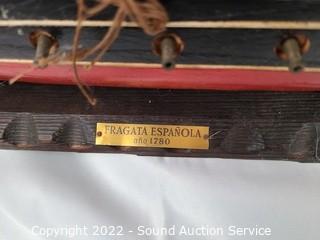 FRAGATA ESPAÑOLA
año 1780
Copyright 2022 - Sound Auction Service